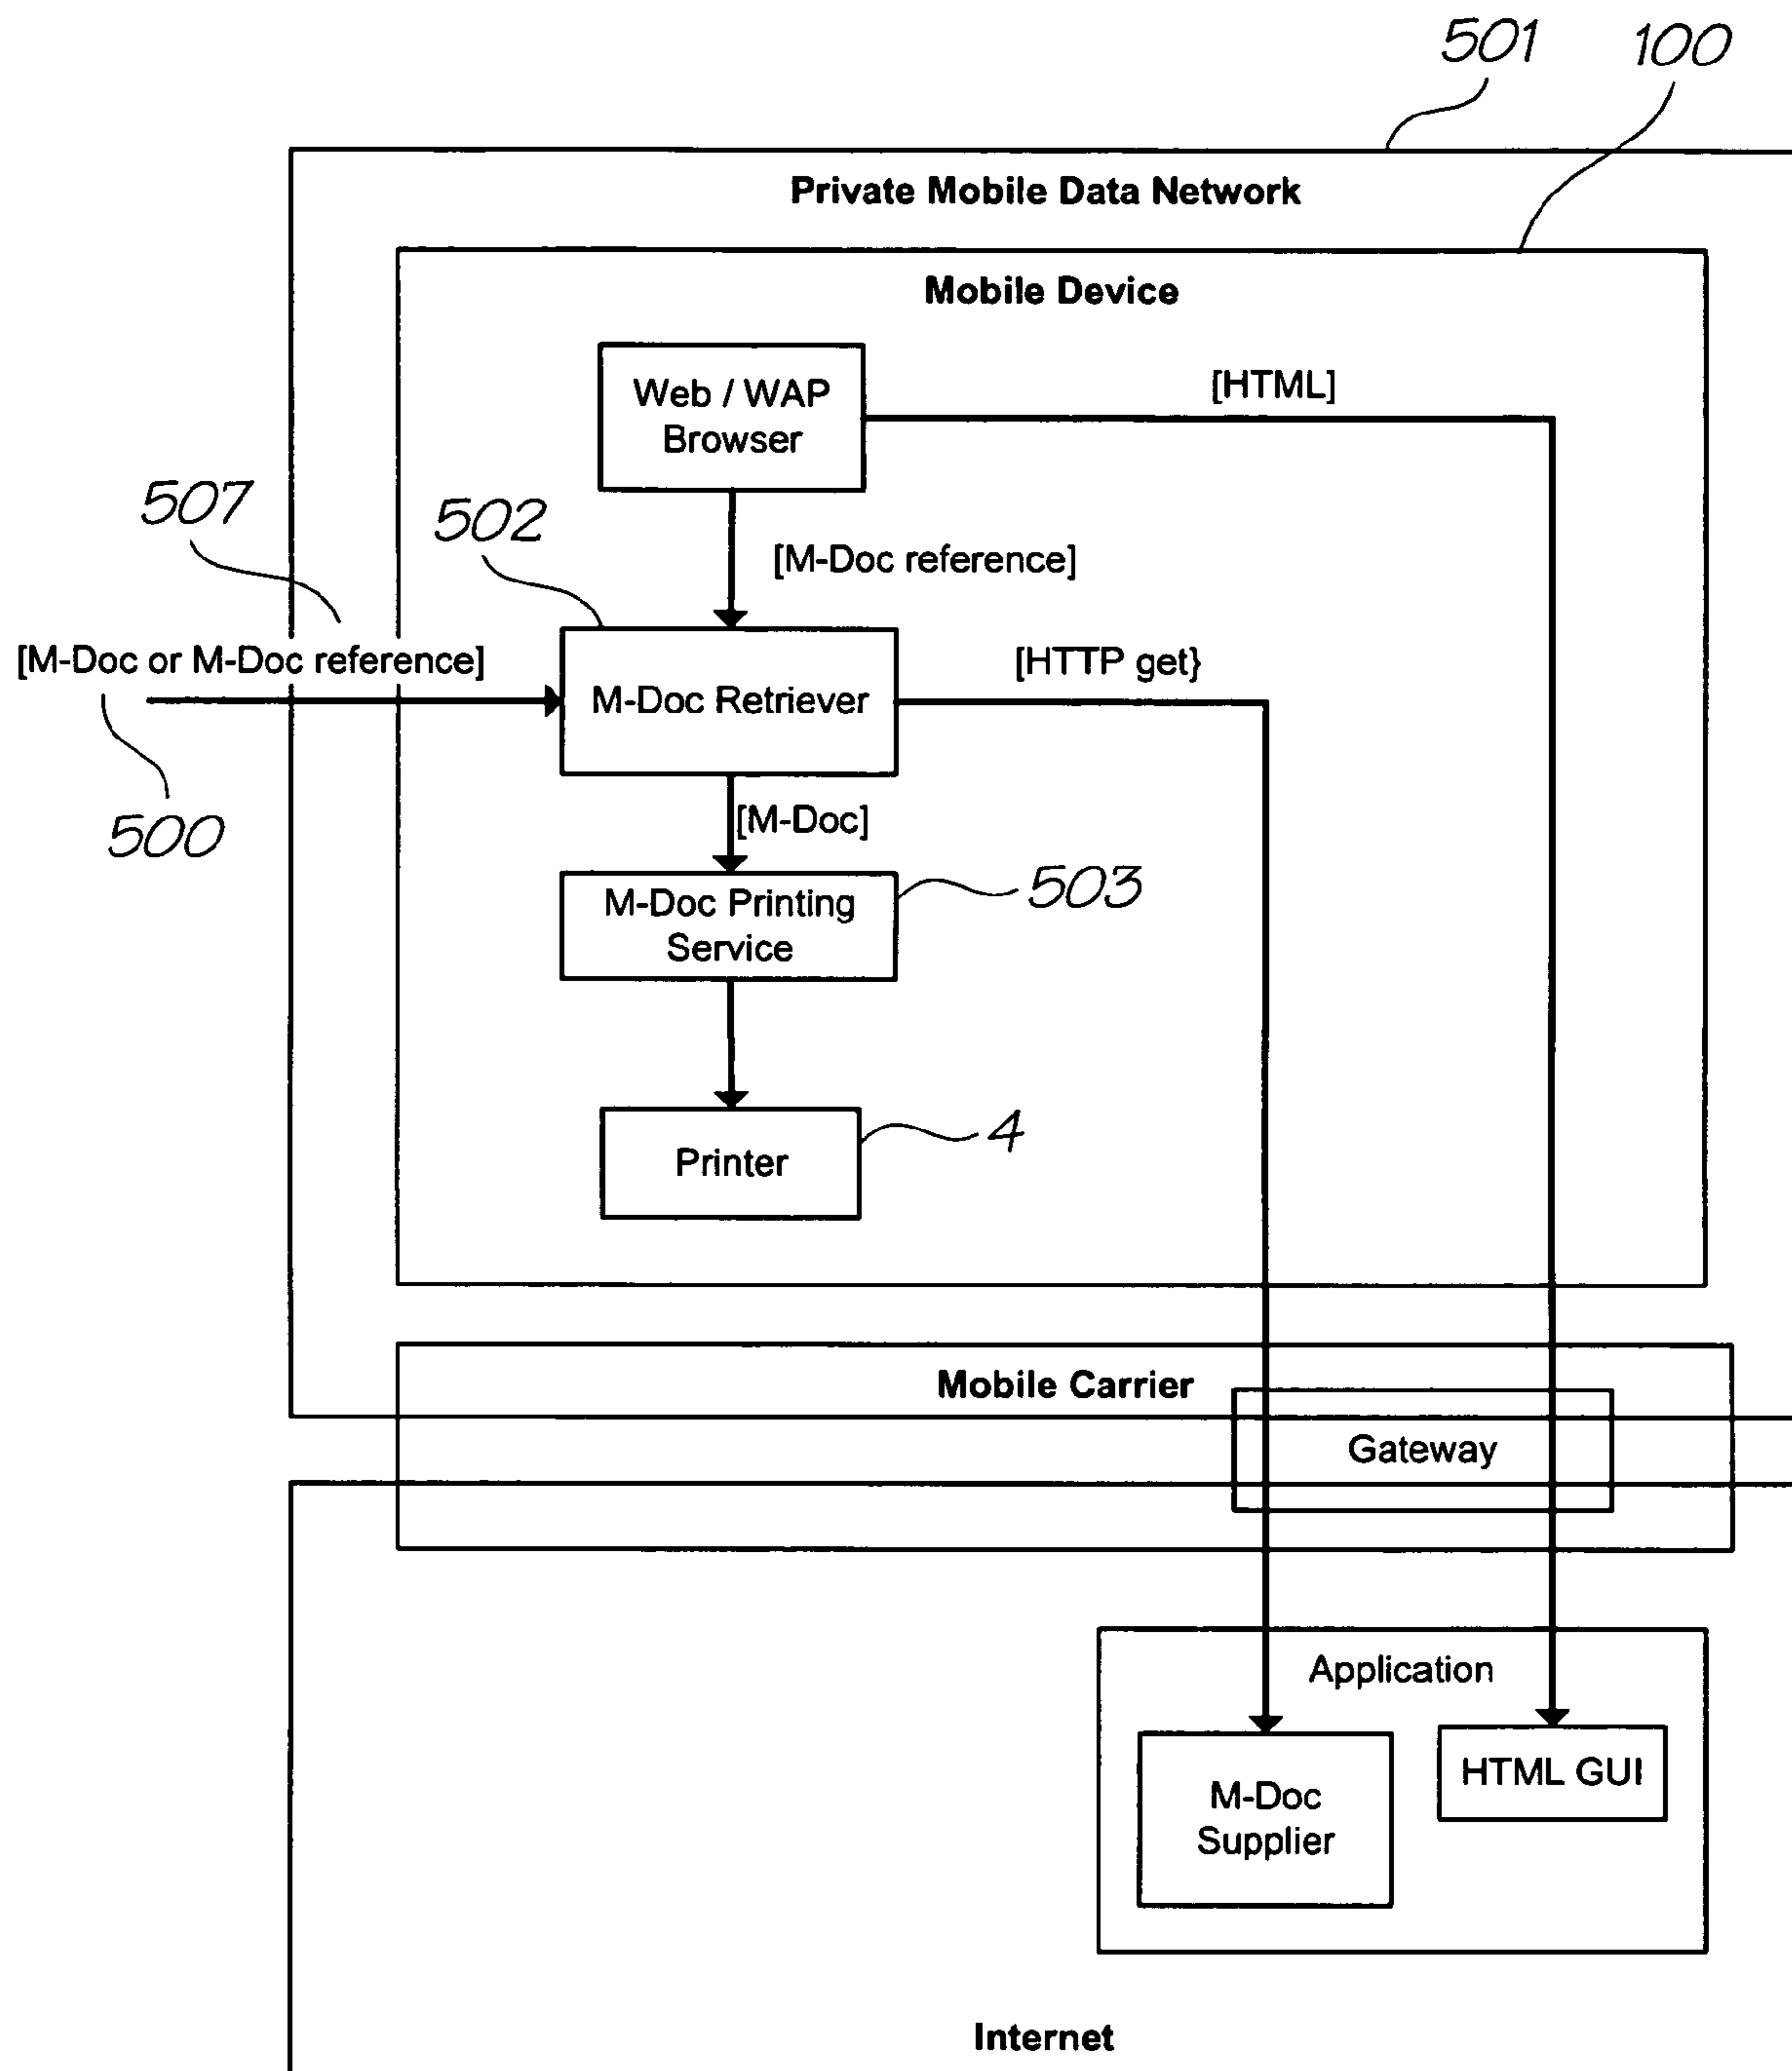 501
100
Private Mobile Data Network
Mobile Device
Web / WAP
Browser
[HTML]
507
502
[M-Doc reference]
[M-Doc or M-Doc reference]
M-Doc Retriever
[HTTP get}
500
[M-Doc]
M-Doc Printing
Service
503
Printer
4
Mobile Carrier
Gateway
Application
M-Doc
Supplier
HTML GUI
Internet